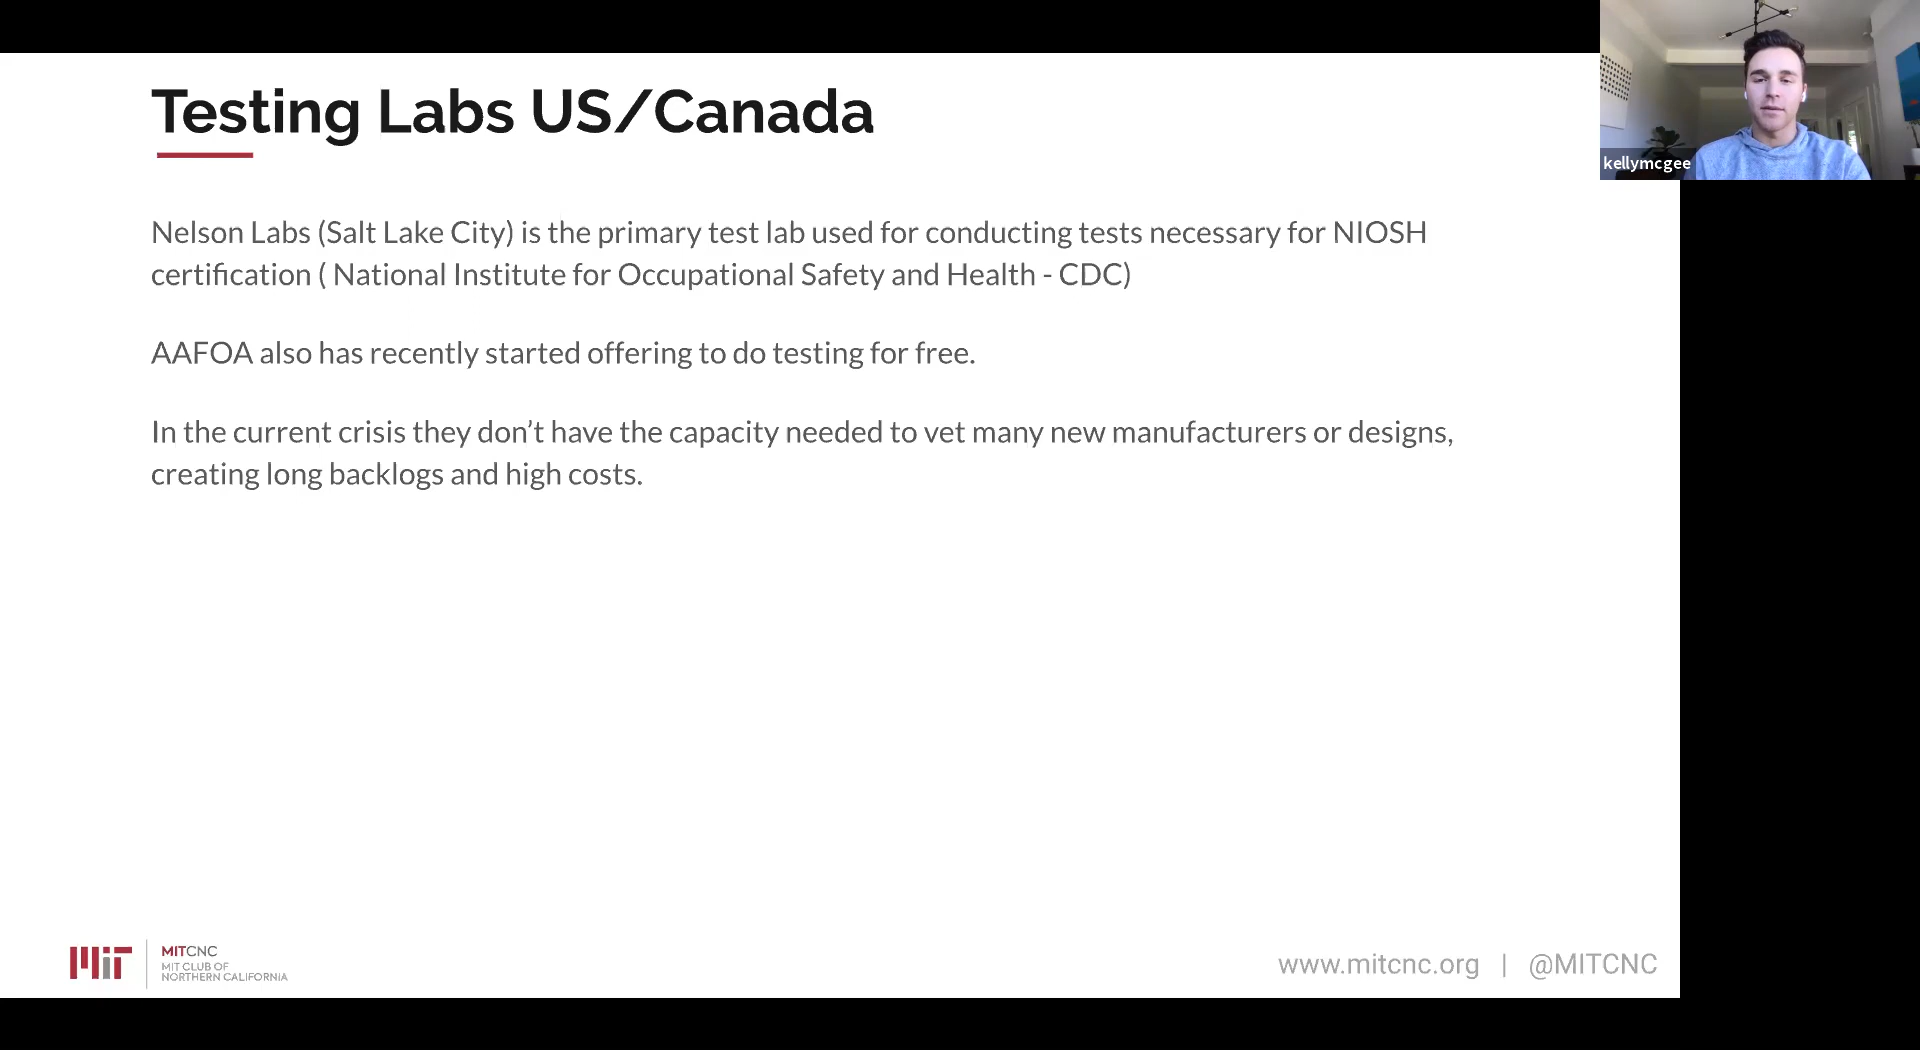 Testing Labs US/Canada
kellymcgee
Nelson Labs (Salt Lake City) is the primary test lab used for conducting tests necessary for NIOSH
certification ( National Institute for Occupational Safety and Health - CDC)
AAFOA also has recently started offering to do testing for free.
In the current crisis they don’t have the capacity needed to vet many new manufacturers or designs,
creating long backlogs and high costs.
MIT
MITCNC
MIT CLUB OF
NORTHERN CALIFORNIA
www.mitcnc.org | @MITCNC